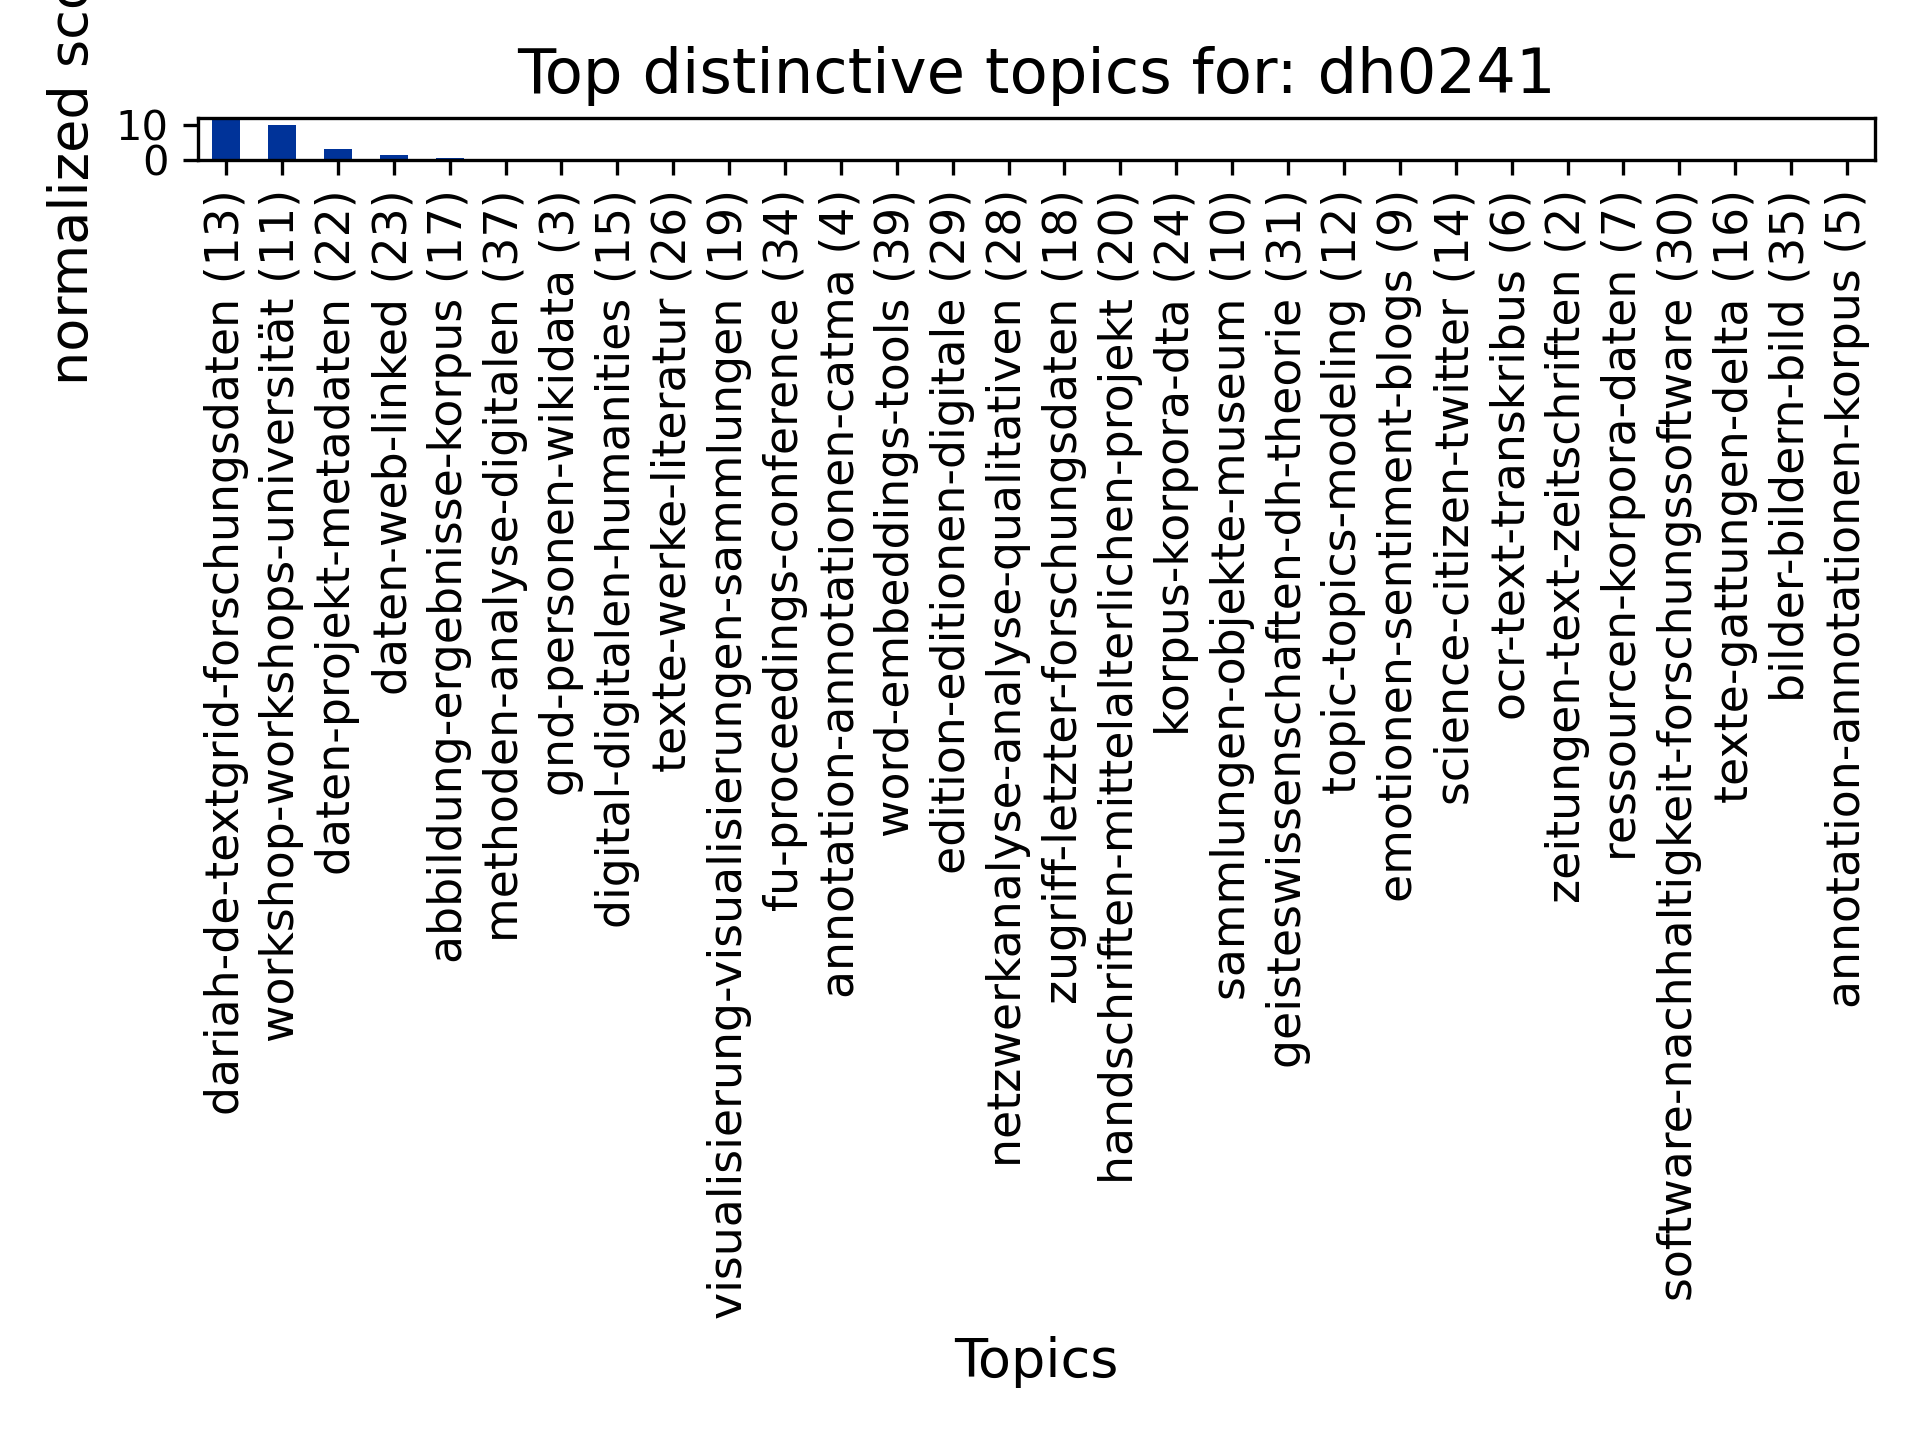 Top distinctive topics for: dh0241
normalized
10
0
dariah-de-textgrid-forschungsdaten (13)
workshop-workshops-universität (11)
daten-projekt-metadaten (22)
daten-web-linked (23)
abbildung-ergebnisse-korpus (17)
methoden-analyse-digitalen (37)
gnd-personen-wikidata (3)
digital-digitalen-humanities (15)
texte-werke-literatur (26)
visualisierung-visualisierungen-sammlungen (19)
fu-proceedings-conference (34)
annotation-annotationen-catma (4)
word-embeddings-tools (39)
edition-editionen-digitale (29)
netzwerkanalyse-analyse-qualitativen (28)
zugriff-letzter-forschungsdaten (18)
handschriften-mittelalterlichen-projekt (20)
korpus-korpora-dta (24)
sammlungen-objekte-museum (10)
geisteswissenschaften-dh-theorie (31)
topic-topics-modeling (12)
emotionen-sentiment-blogs (9)
science-citizen-twitter (14)
ocr-text-transkribus (6)
zeitungen-text-zeitschriften (2)
ressourcen-korpora-daten (7)
software-nachhaltigkeit-forschungssoftware (30)
texte-gattungen-delta (16)
bilder-bildern-bild (35)
annotation-annotationen-korpus (5)
Topics